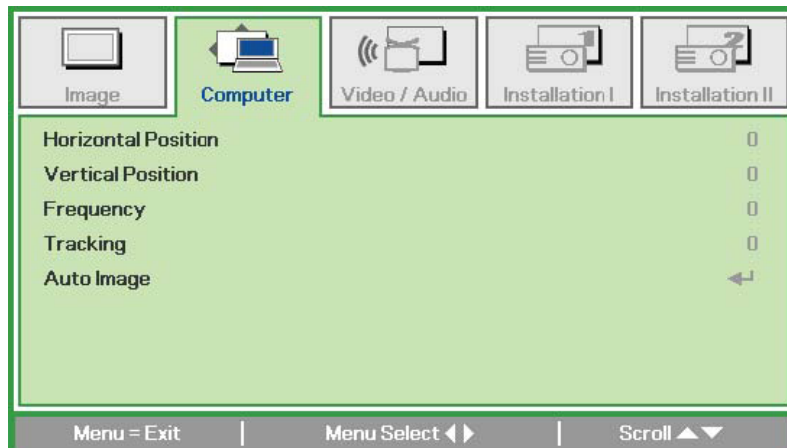 Image Computer Video / Audio Installation I Installation II
Horizontal Position 0
Vertical Position 0
Frequency 0
Tracking 0
Auto Image
Menu = Exit | Menu Select ◀▶ | Scroll ▲▼